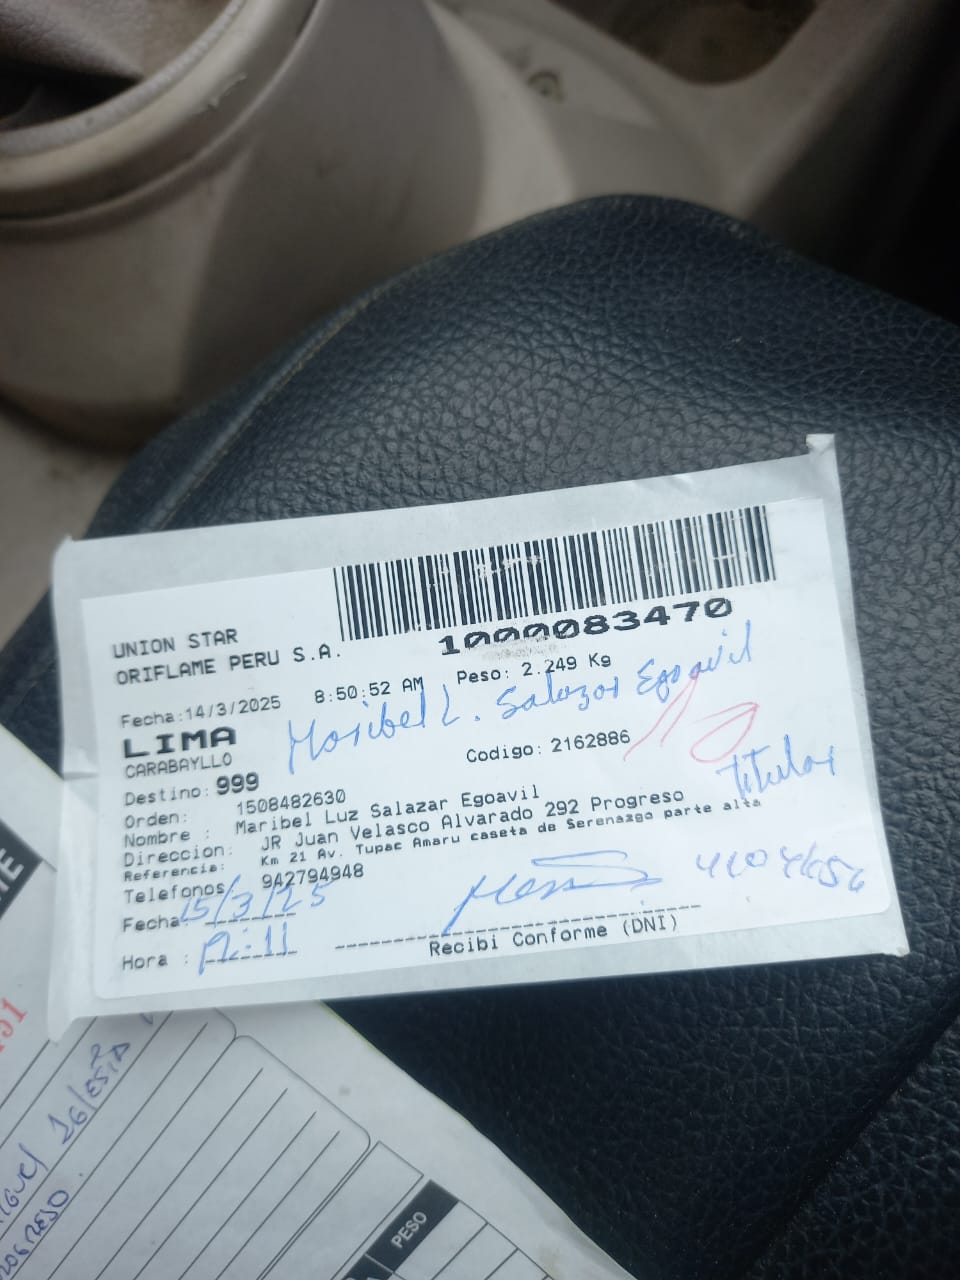 UNION STAR
ORIFLAME PERU S.A.
1000083470
Fecha:14/3/2025 8:50:52 AM Peso: 2.249 Kg
Maribel L. Salazar Egoavil
LIMA
CARABAYLLO
Codigo: 2162886
Titular
Destino: 999
Orden: 1508482630
Nombre : Maribel Luz Salazar Egoavil
Direccion: JR Juan Velasco Alvarado 292 Progreso
Referencia: Km 21 Av. Tupac Amaru caseta de Serenazgo parte alta
Telefonos: 942794948
Fecha: 15/3/25
Hora : 12:11
Recibi Conforme (DNI)
PESO